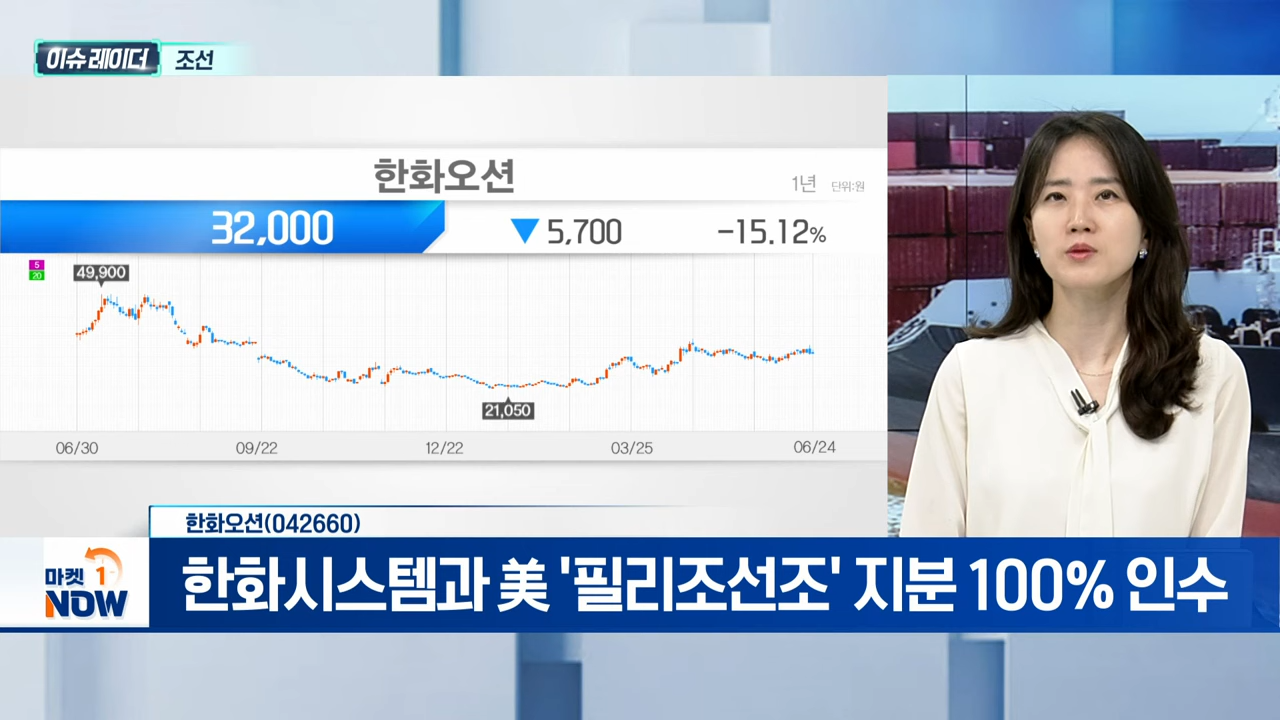 이슈 레이더 조선
한화오션
1년 단위:원
32,000 ▼ 5,700 -15.12%
5
20
49,900
21,050
06/30 09/22 12/22 03/25 06/24
한화오션(042660)
마켓 1
NOW
한화시스템과 美 '필리조선조' 지분 100% 인수